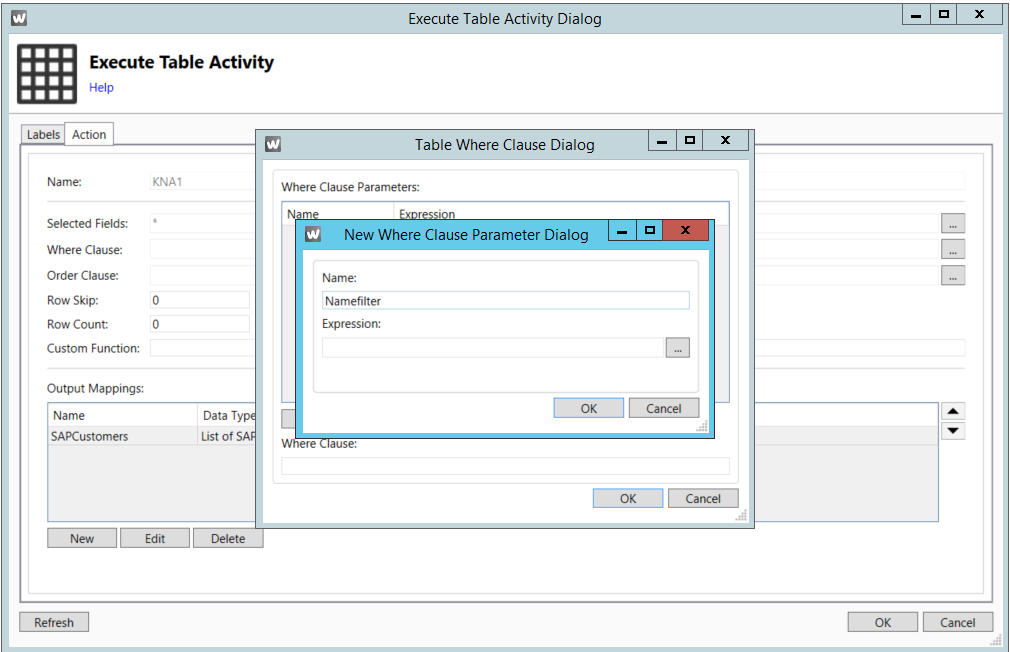 Execute Table Activity Dialog
Execute Table Activity
Help
Labels
Action
Name:
KNA1
Selected Fields:
*
...
Where Clause:
...
Order Clause:
...
Row Skip:
0
Row Count:
0
Custom Function:
Output Mappings:
Name
Data Type
SAPCustomers
List of SAP
New
Edit
Delete
Refresh
OK
Cancel
Table Where Clause Dialog
Where Clause Parameters:
Name
Expression
Where Clause:
OK
Cancel
New Where Clause Parameter Dialog
Name:
Namefilter
Expression:
...
OK
Cancel